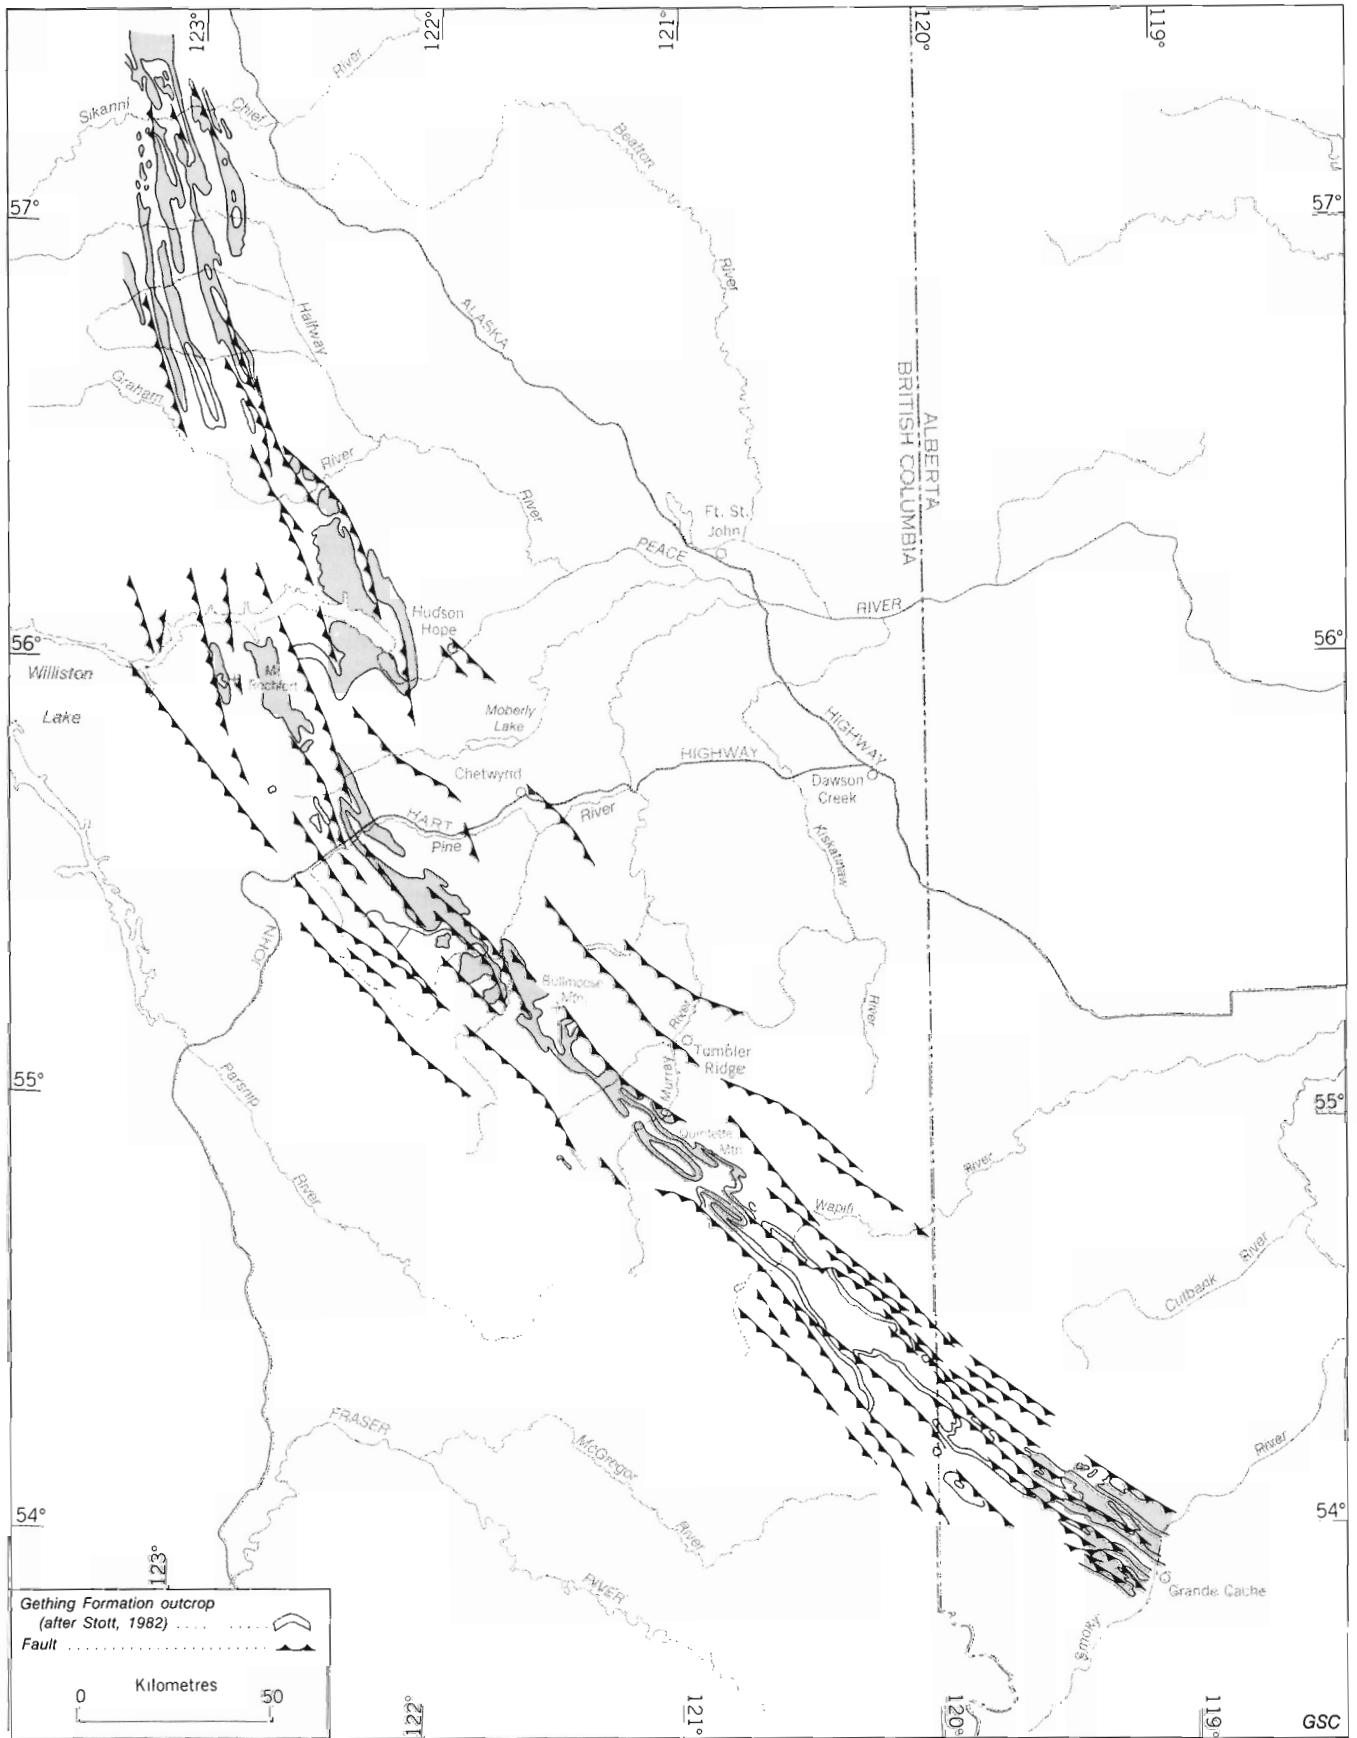 123°
122°
121°
120°
119°
River
Sikanni
Chief
Beatton
57°
57°
River
ALASKA
Halfway
Graham
River
River
ALBERTA
BRITISH COLUMBIA
Ft. St.
John
PEACE
RIVER
Hudson
Hope
56°
56°
Williston
Lake
Mt
Rochfort
Moberly
Lake
HIGHWAY
HIGHWAY
Chetwynd
Dawson
Creek
HART
River
Pine
Kiskatinaw
JOHN
Bullmoose
Mtn
River
River
Tumbler
Ridge
Murray
55°
55°
Parsnip
River
Quintette
Mtn
River
Wapiti
River
Cutbank
FRASER
McGregor
River
River
54°
54°
RIVER
Grande Cache
Smoky
123°
Gething Formation outcrop
(after Stott, 1982) .... .....
Fault ......................
Kilometres
0 50
122°
121°
120°
119°
GSC